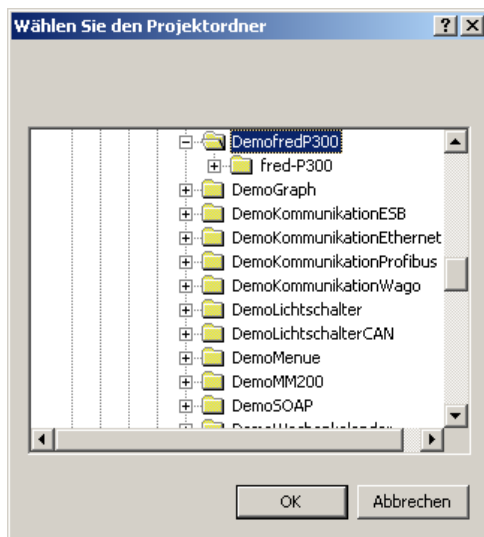 Wählen Sie den Projektordner
DemofredP300
fred-P300
DemoGraph
DemoKommunikationESB
DemoKommunikationEthernet
DemoKommunikationProfibus
DemoKommunikationWago
DemoLichtschalter
DemoLichtschalterCAN
DemoMenue
DemoMM200
DemoSOAP
OK Abbrechen